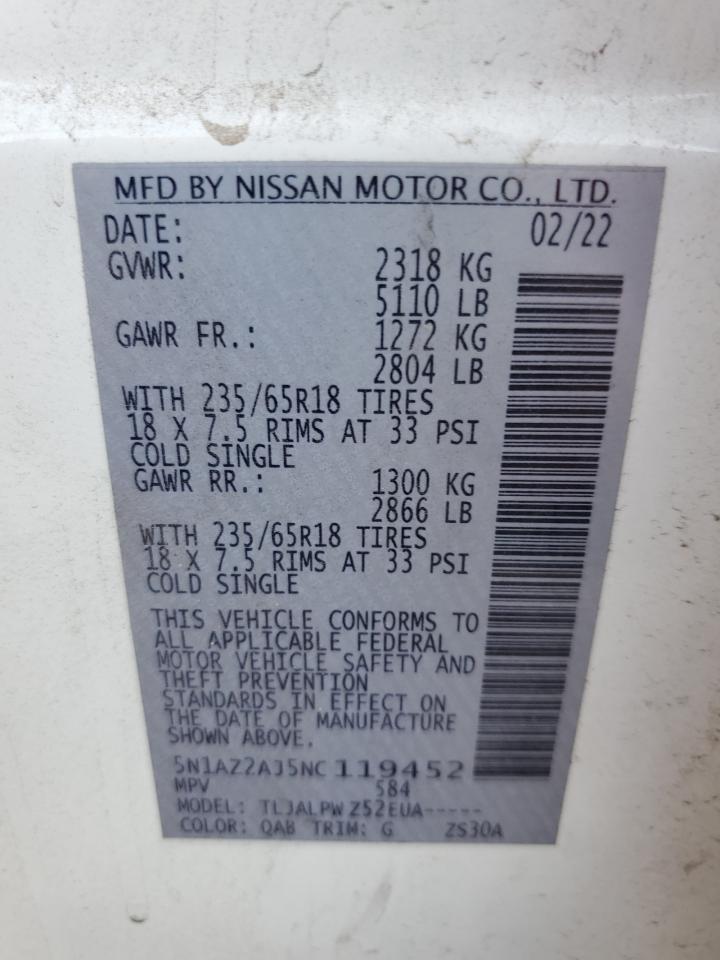 MFD BY NISSAN MOTOR CO., LTD.
DATE: 02/22
GVWR: 2318 KG
5110 LB
GAWR FR.: 1272 KG
2804 LB
WITH 235/65R18 TIRES
18 X 7.5 RIMS AT 33 PSI
COLD SINGLE
GAWR RR.: 1300 KG
2866 LB
WITH 235/65R18 TIRES
18 X 7.5 RIMS AT 33 PSI
COLD SINGLE
THIS VEHICLE CONFORMS TO
ALL APPLICABLE FEDERAL
MOTOR VEHICLE SAFETY AND
THEFT PREVENTION
STANDARDS IN EFFECT ON
THE DATE OF MANUFACTURE
SHOWN ABOVE.
5N1AZ2AJ5NC119452
MPV 584
MODEL: TLJALPWZ52EUA-----
COLOR: QAB TRIM: G ZS30A